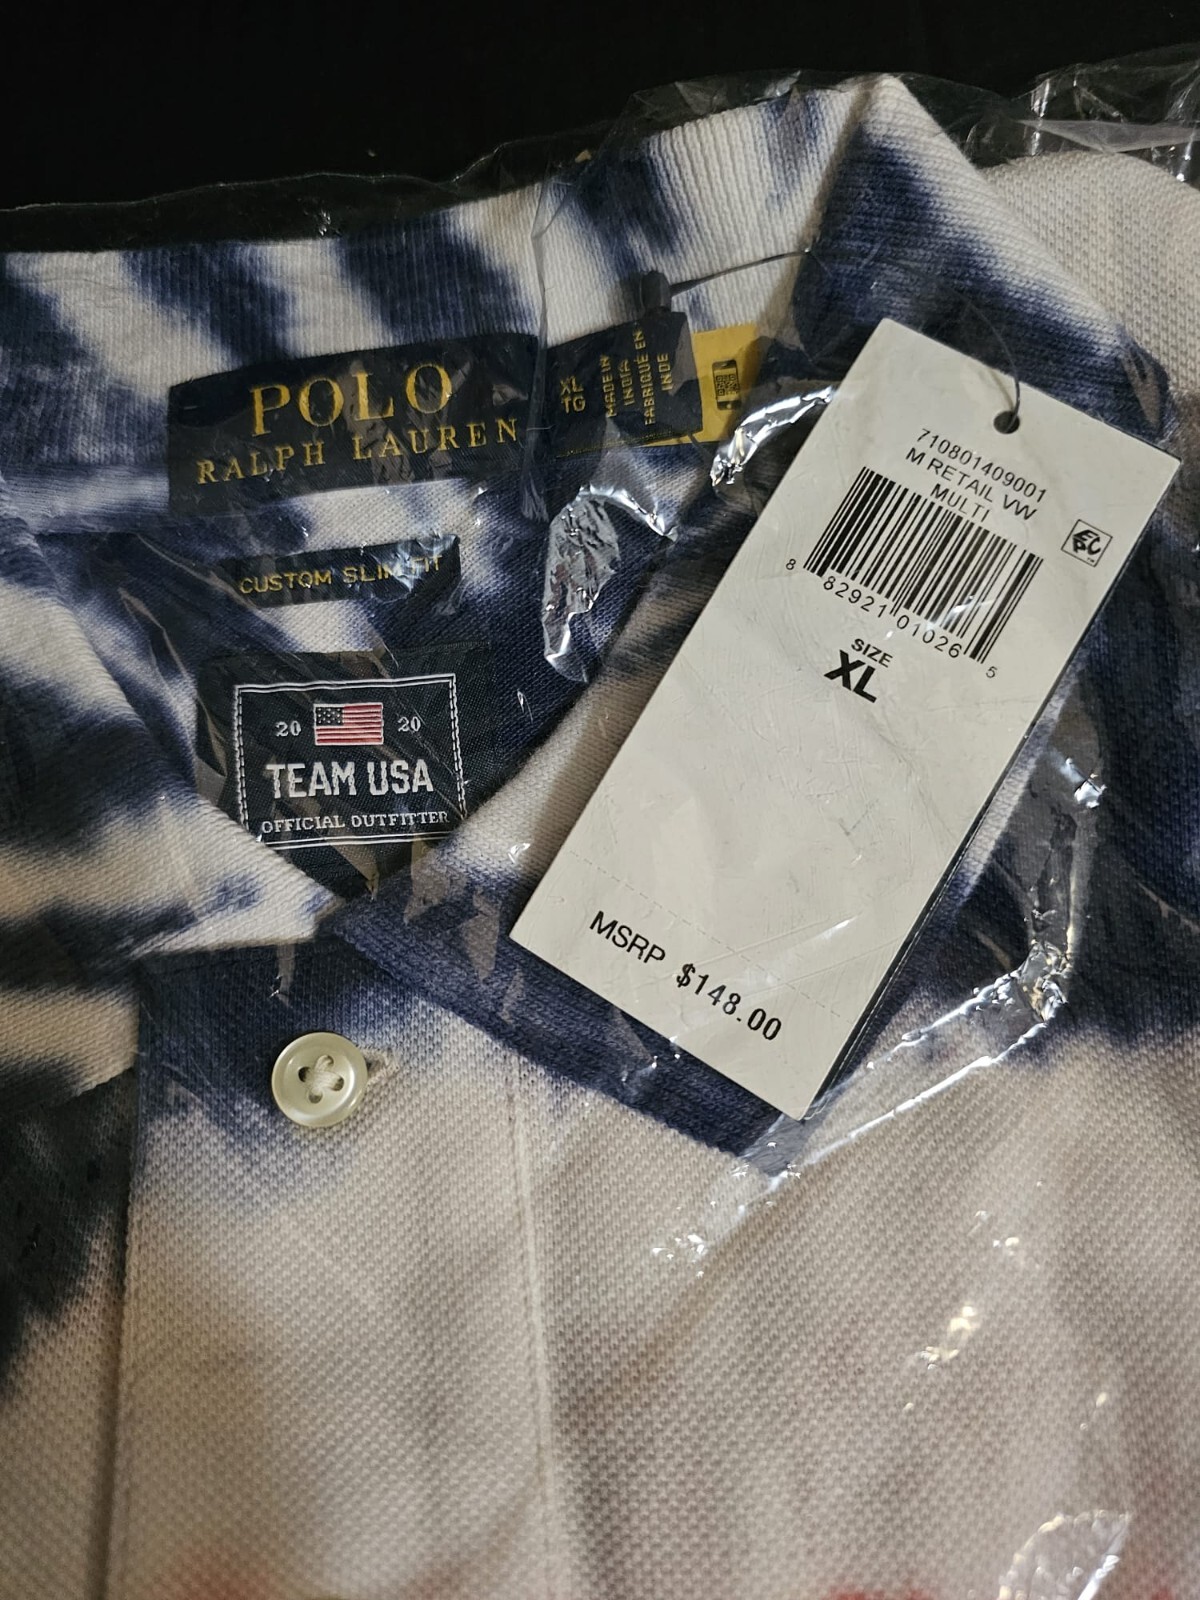 POLO
RALPH LAUREN
XL
TG
MADE IN
INDIA
FABRIQUÉ EN
INDE
CUSTOM SLIM FIT
20 20
TEAM USA
OFFICIAL OUTFITTER
710801409001
M RETAIL VW
MULTI
8 82921 01026 5
SIZE
XL
MSRP $148.00